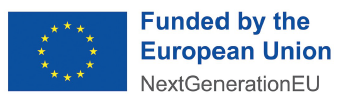 Funded by the
European Union
NextGenerationEU